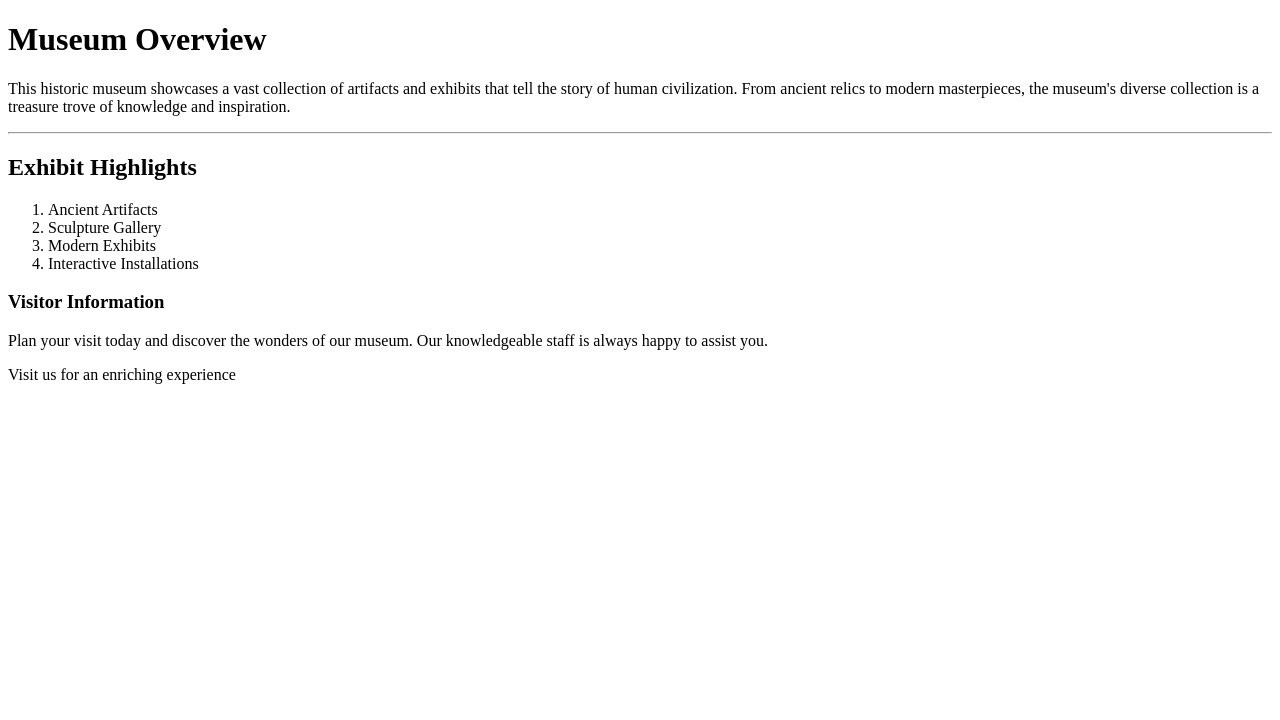 Museum Overview
This historic museum showcases a vast collection of artifacts and exhibits that tell the story of human civilization. From ancient relics to modern masterpieces, the museum's diverse collection is a
treasure trove of knowledge and inspiration.
Exhibit Highlights
1. Ancient Artifacts
2. Sculpture Gallery
3. Modern Exhibits
4. Interactive Installations
Visitor Information
Plan your visit today and discover the wonders of our museum. Our knowledgeable staff is always happy to assist you.
Visit us for an enriching experience